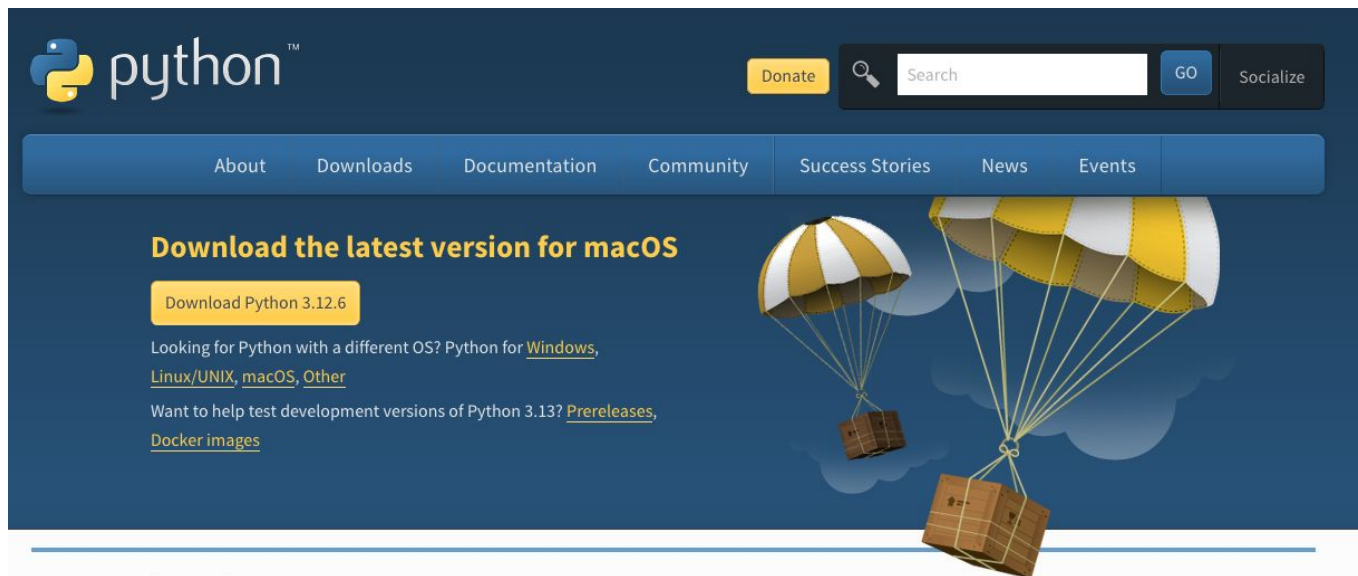 python™
Donate
Search
GO
Socialize
About Downloads Documentation Community Success Stories News Events
Download the latest version for macOS
Download Python 3.12.6
Looking for Python with a different OS? Python for Windows,
Linux/UNIX, macOS, Other
Want to help test development versions of Python 3.13? Prereleases,
Docker images